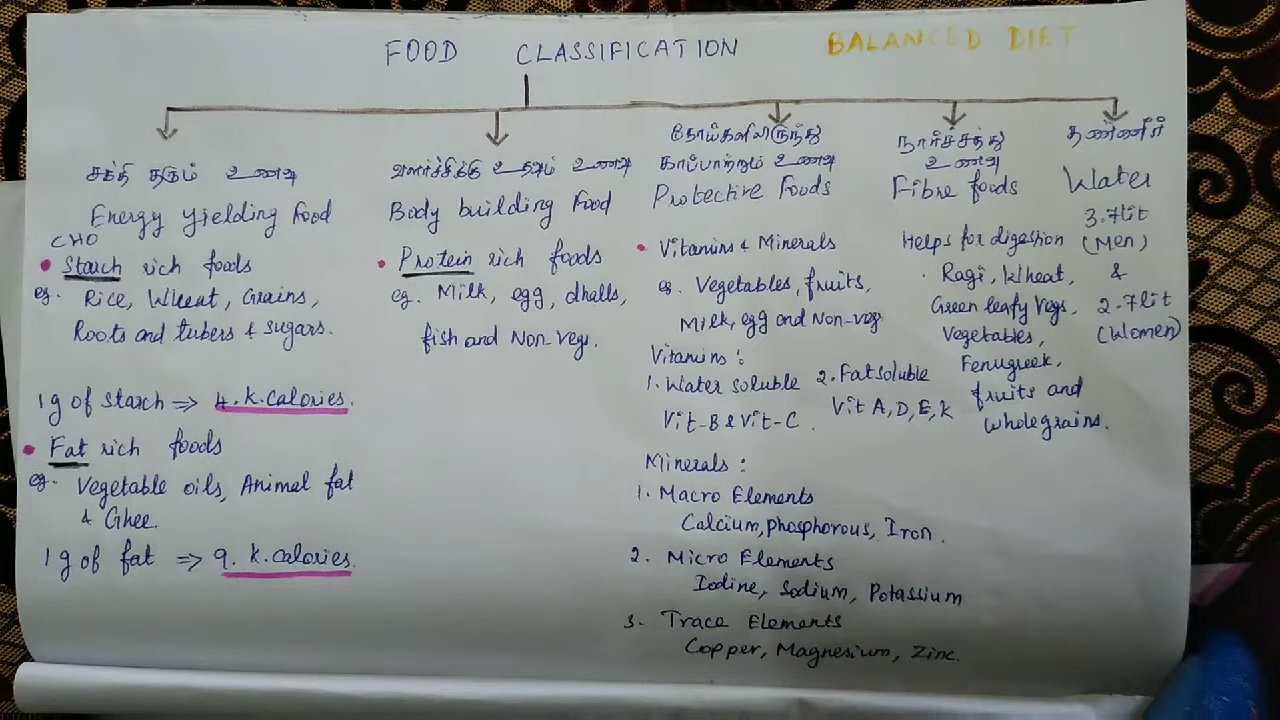 FOOD CLASSIFICATION
BALANCED DIET
சக்தி தரும் உணவு
Energy yielding Food
CHO
• Starch rich foods
eg. Rice, Wheat, Grains,
Roots and tubers & sugars.
1 g of starch ⇒ 4. k.calories.
• Fat rich foods
eg. Vegetable oils, Animal fat
& Ghee.
1 g of fat ⇒ 9. k.calories.
வளர்ச்சிக்கு உதவும் உணவு
Body building Food
• Protein rich foods
eg. Milk, egg, dhalls,
fish and Non-vegs.
நோய்களிலிருந்து
காப்பாற்றும் உணவு
Protective Foods
• Vitamins & Minerals
eg. Vegetables, fruits,
Milk, egg and Non-veg
Vitamins :
1. Water soluble
Vit-B & Vit-C.
2. Fat soluble
Vit A, D, E, K
Minerals :
1. Macro Elements
Calcium, phosphorous, Iron.
2. Micro Elements
Iodine, Sodium, Potassium
3. Trace Elements
Copper, Magnesium, Zinc.
நார்ச்சத்து
உணவு
Fibre foods
Helps for digestion
. Ragi, Wheat,
Green leafy Vegs,
Vegetables,
Fenugreek,
fruits and
whole grains.
தண்ணீர்
Water
3.7 lit
(Men)
&
2.7 lit
(Women)